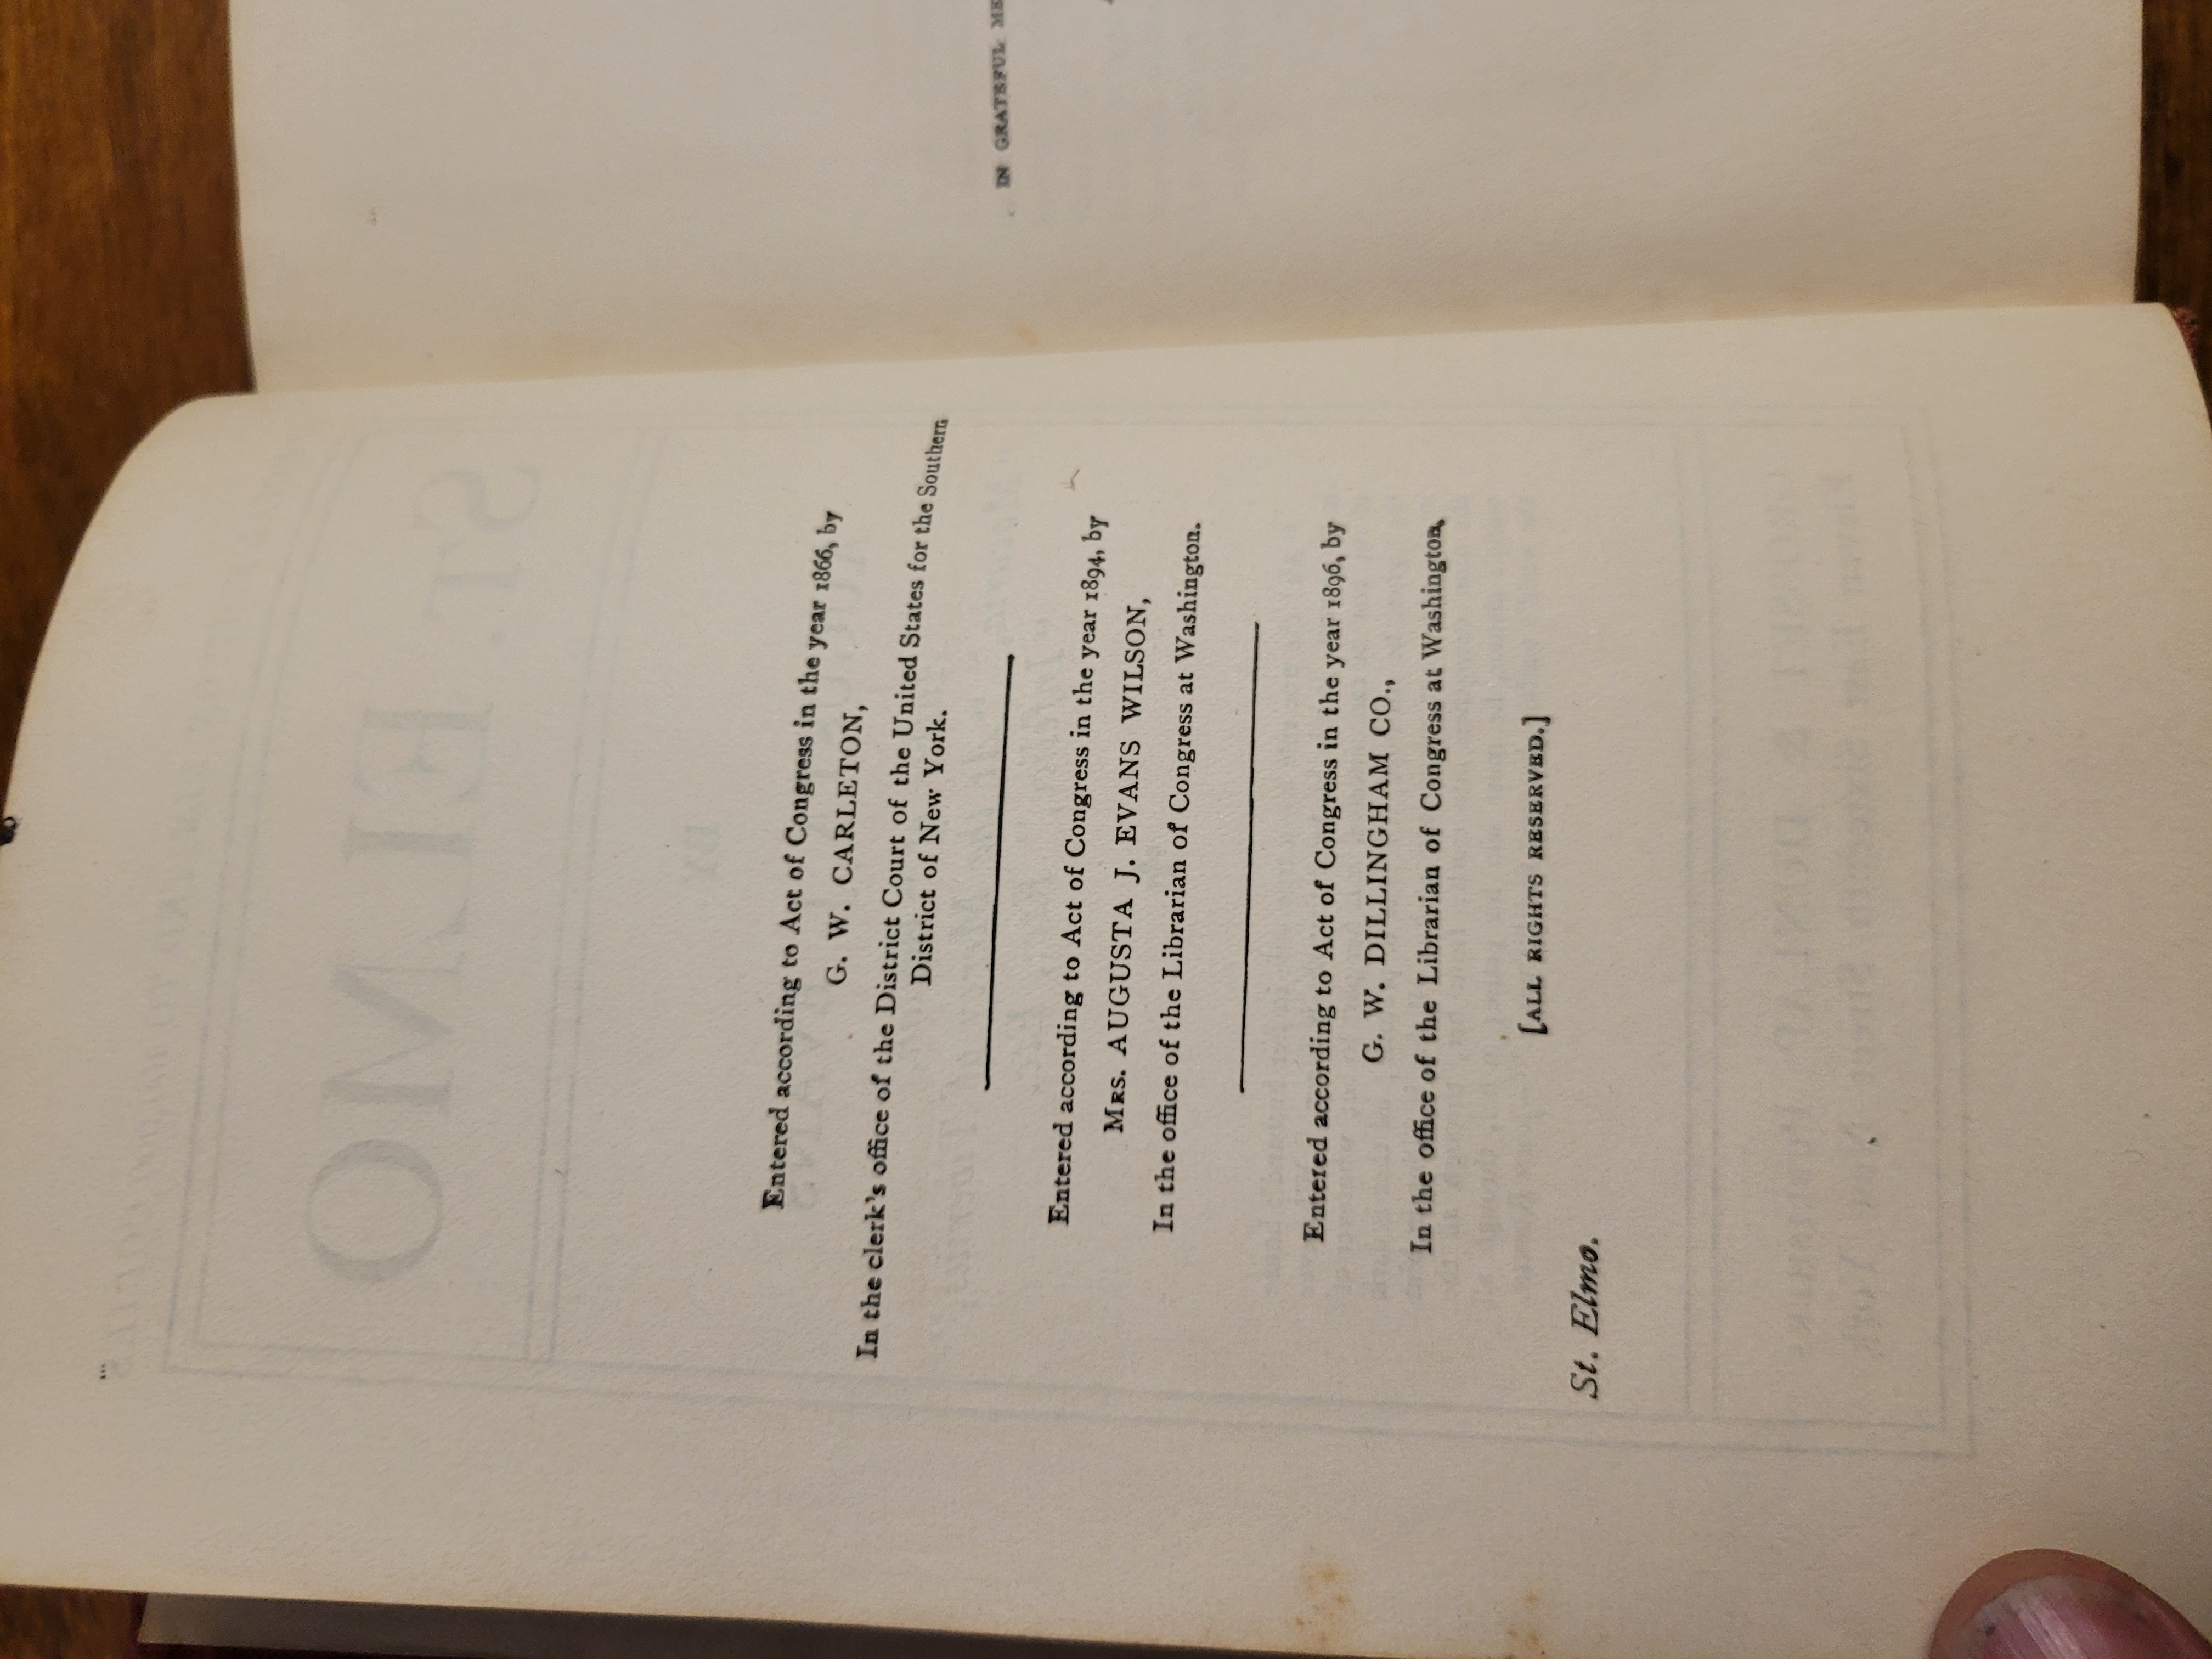 Entered according to Act of Congress in the year 1866, by
G. W. CARLETON,
In the clerk's office of the District Court of the United States for the Southern
District of New York.
Entered according to Act of Congress in the year 1894, by
MRS. AUGUSTA J. EVANS WILSON,
In the office of the Librarian of Congress at Washington.
Entered according to Act of Congress in the year 1896, by
G. W. DILLINGHAM CO.,
In the office of the Librarian of Congress at Washington,
[ALL RIGHTS RESERVED.]
St. Elmo.
IN GRATEFUL
ST. ELMO
BY